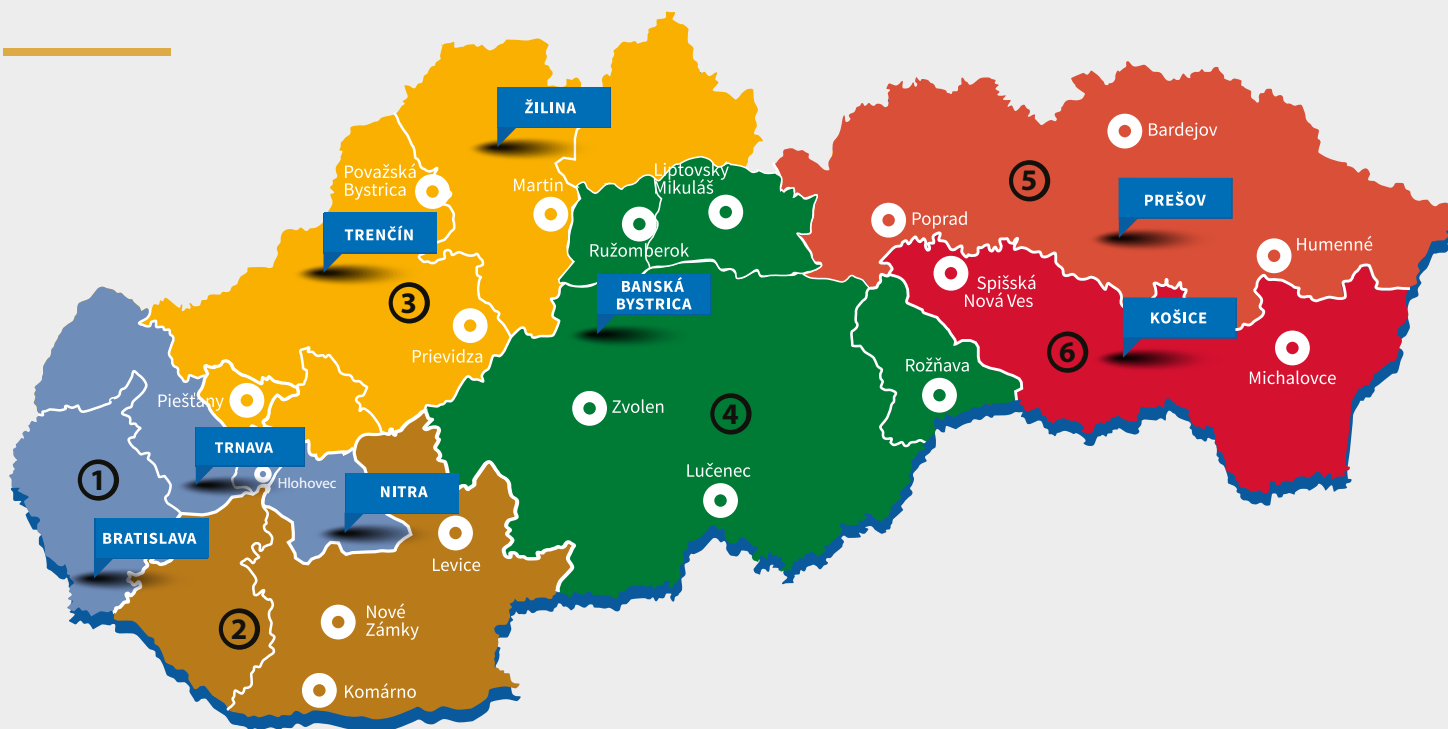 ŽILINA
Bardejov
Považská
Bystrica
Martin
Liptovský
Mikuláš
5
PREŠOV
TRENČÍN
Ružomberok
Poprad
Humenné
BANSKÁ
BYSTRICA
Spišská
Nová Ves
3
KOŠICE
Prievidza
6
Rožňava
Michalovce
Piešťany
Zvolen
4
TRNAVA
1
Hlohovec
NITRA
Lučenec
BRATISLAVA
Levice
2
Nové
Zámky
Komárno